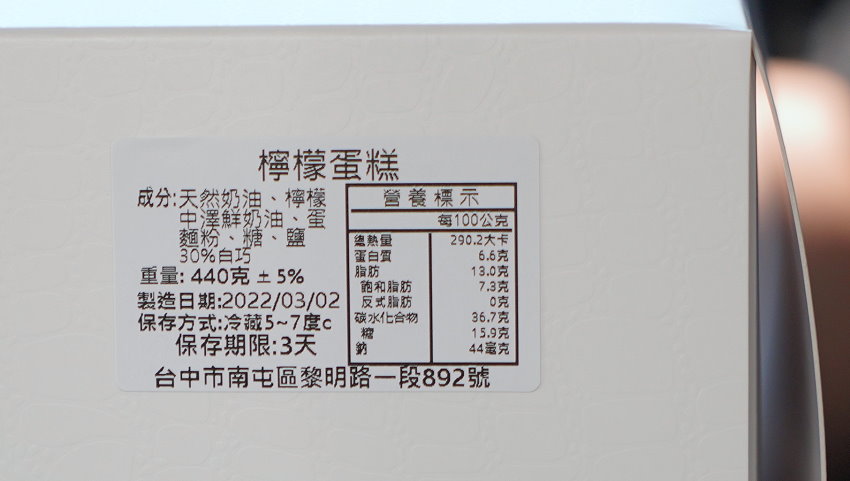 檸檬蛋糕
成分:天然奶油、檸檬
中澤鮮奶油、蛋
麵粉、糖、鹽
30%白巧
重量: 440克 ± 5%
製造日期:2022/03/02
保存方式:冷藏5~7度c
保存期限:3天
營養標示
每100公克
總熱量 290.2大卡
蛋白質 6.6克
脂肪 13.0克
飽和脂肪 7.3克
反式脂肪 0克
碳水化合物 36.7克
糖 15.9克
鈉 44毫克
台中市南屯區黎明路一段892號